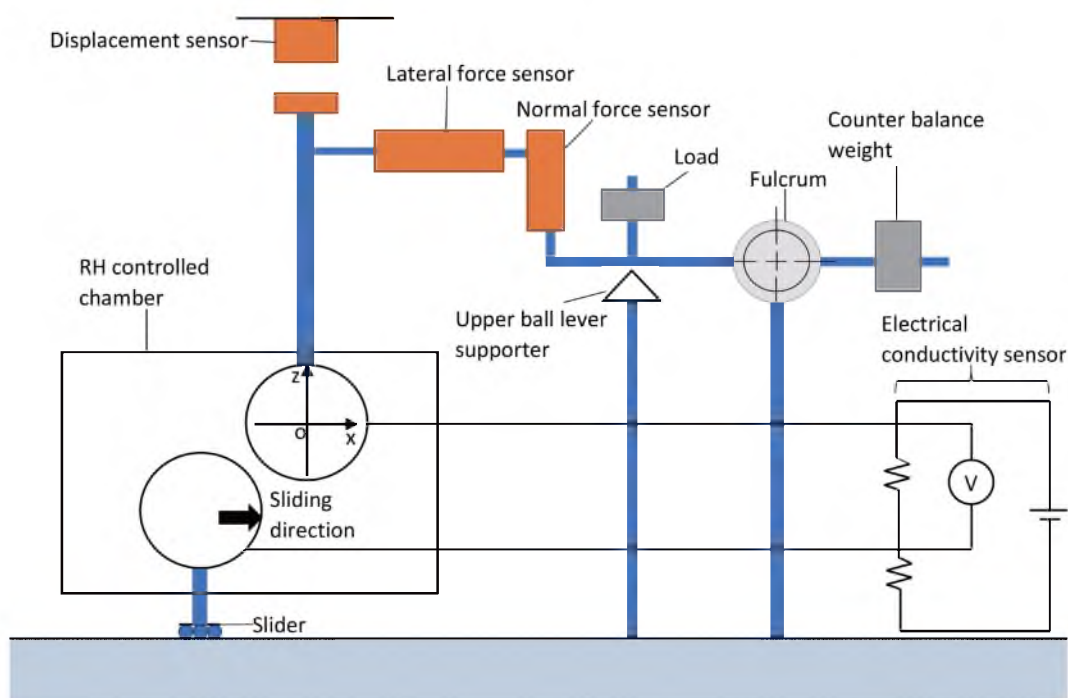 Displacement sensor
Lateral force sensor
Normal force sensor
Counter balance
weight
Load
Fulcrum
RH controlled
chamber
Upper ball lever
supporter
Electrical
conductivity sensor
z
o
x
V
Sliding
direction
Slider